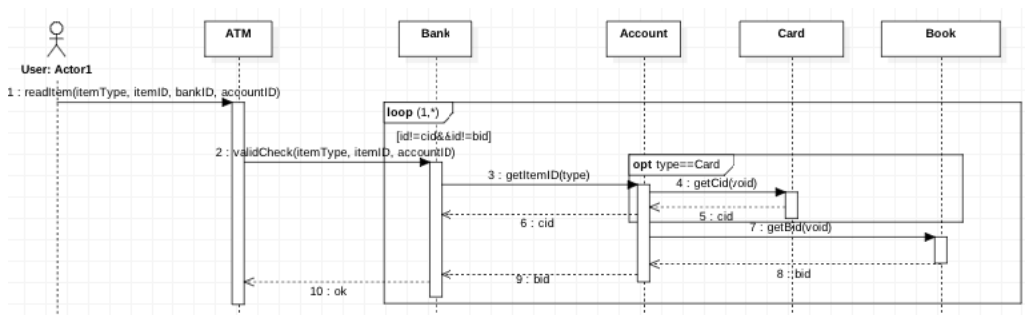 ATM
Bank
Account
Card
Book
User: Actor1
1 : readItem(itemType, itemID, bankID, accountID)
loop (1,*)
[id!=cid&&id!=bid]
2 : validCheck(itemType, itemID, accountID)
opt type==Card
3 : getItemID(type)
4 : getCid(void)
5 : cid
6 : cid
7 : getBid(void)
8 : bid
9 : bid
10 : ok